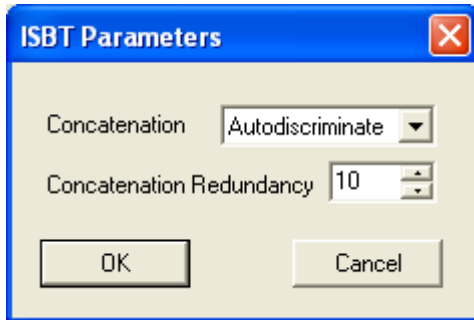 ISBT Parameters
Concatenation Autodiscriminate
Concatenation Redundancy 10
OK Cancel